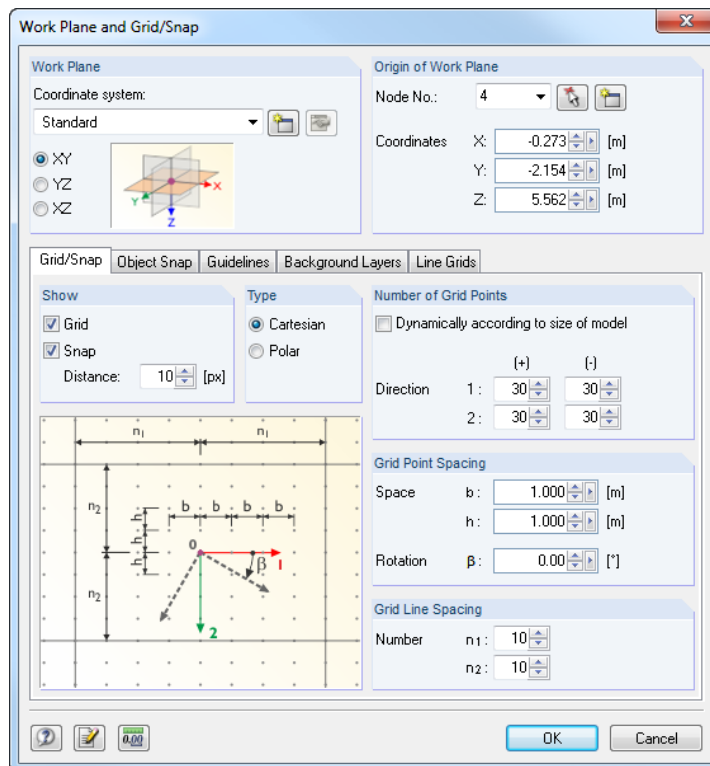 Work Plane and Grid/Snap
Work Plane
Coordinate system:
Standard
XY
YZ
XZ
X
Y
Z
Origin of Work Plane
Node No.: 4
Coordinates X: -0.273 [m]
Y: -2.154 [m]
Z: 5.562 [m]
Grid/Snap Object Snap Guidelines Background Layers Line Grids
Show
Grid
Snap
Distance: 10 [px]
Type
Cartesian
Polar
Number of Grid Points
Dynamically according to size of model
(+) (-)
Direction 1 : 30 30
2 : 30 30
n1 n1
n2
b b b b
h
h
h
0
1
β
n2
2
Grid Point Spacing
Space b : 1.000 [m]
h : 1.000 [m]
Rotation β : 0.00 [°]
Grid Line Spacing
Number n1 : 10
n2 : 10
0.00
OK Cancel